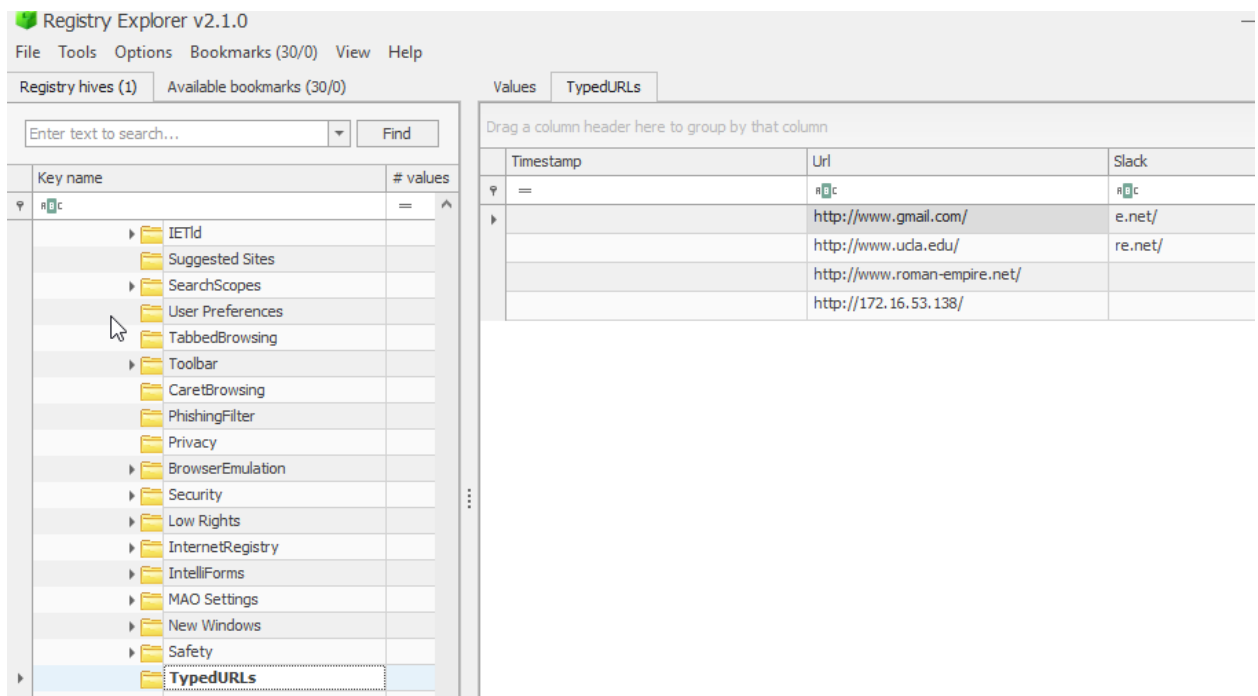 Registry Explorer v2.1.0
File Tools Options Bookmarks (30/0) View Help
Registry hives (1) Available bookmarks (30/0)
Enter text to search... Find
Key name # values
ABC =
IETld
Suggested Sites
SearchScopes
User Preferences
TabbedBrowsing
Toolbar
CaretBrowsing
PhishingFilter
Privacy
BrowserEmulation
Security
Low Rights
InternetRegistry
IntelliForms
MAO Settings
New Windows
Safety
TypedURLs
Values TypedURLs
Drag a column header here to group by that column
Timestamp Url Slack
= ABC ABC
http://www.gmail.com/ e.net/
http://www.ucla.edu/ re.net/
http://www.roman-empire.net/
http://172.16.53.138/